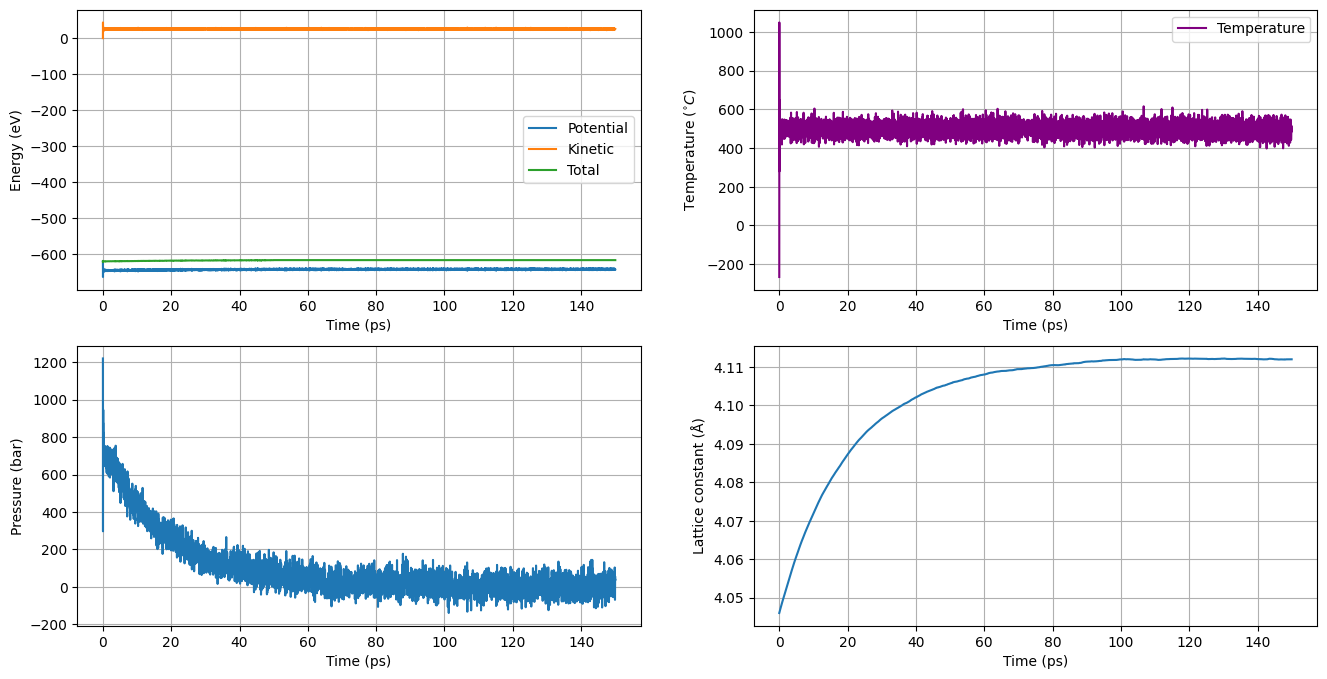 0
−100
−200
−300
−400
−500
−600
Energy (eV)
Potential
Kinetic
Total
0 20 40 60 80 100 120 140
Time (ps)
1000
800
600
400
200
0
−200
Temperature (°C)
Temperature
0 20 40 60 80 100 120 140
Time (ps)
1200
1000
800
600
400
200
0
−200
Pressure (bar)
0 20 40 60 80 100 120 140
Time (ps)
4.11
4.10
4.09
4.08
4.07
4.06
4.05
Lattice constant (Å)
0 20 40 60 80 100 120 140
Time (ps)